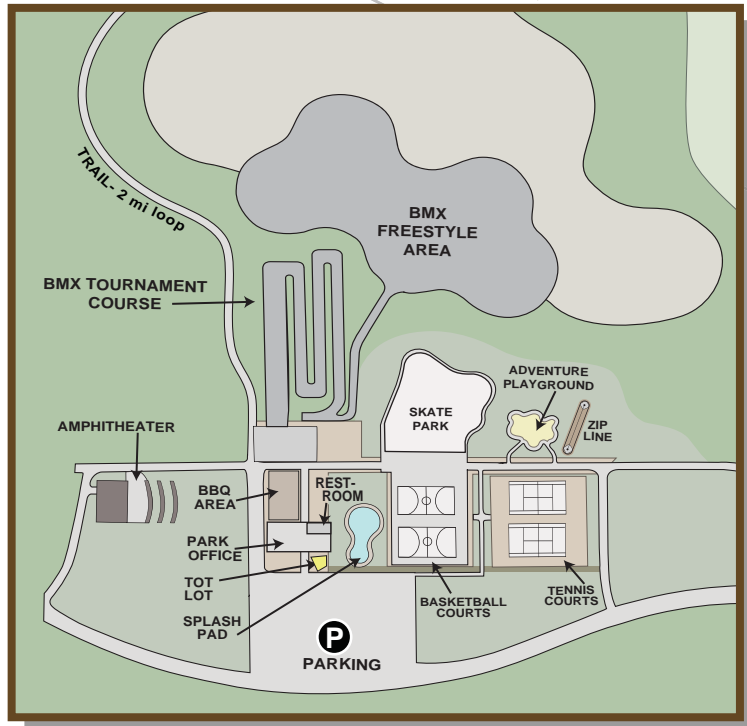 TRAIL- 2 mi loop
BMX
FREESTYLE
AREA
BMX TOURNAMENT
COURSE
ADVENTURE
PLAYGROUND
SKATE
PARK
ZIP
LINE
AMPHITHEATER
BBQ
AREA
REST-
ROOM
PARK
OFFICE
TOT
LOT
SPLASH
PAD
BASKETBALL
COURTS
TENNIS
COURTS
P
PARKING